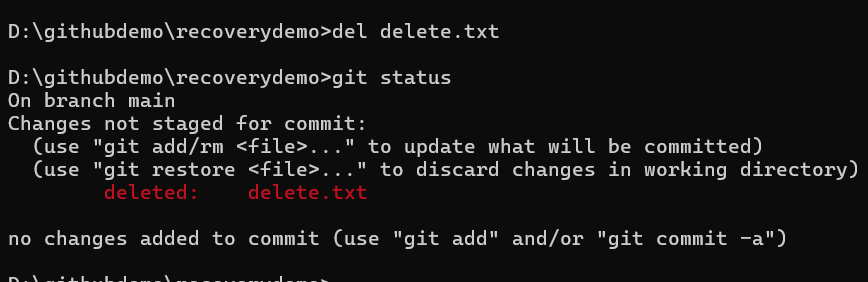 D:\githubdemo\recoverydemo>del delete.txt
D:\githubdemo\recoverydemo>git status
On branch main
Changes not staged for commit:
  (use "git add/rm <file>..." to update what will be committed)
  (use "git restore <file>..." to discard changes in working directory)
        deleted:    delete.txt
no changes added to commit (use "git add" and/or "git commit -a")
D:\githubdemo\recoverydemo>